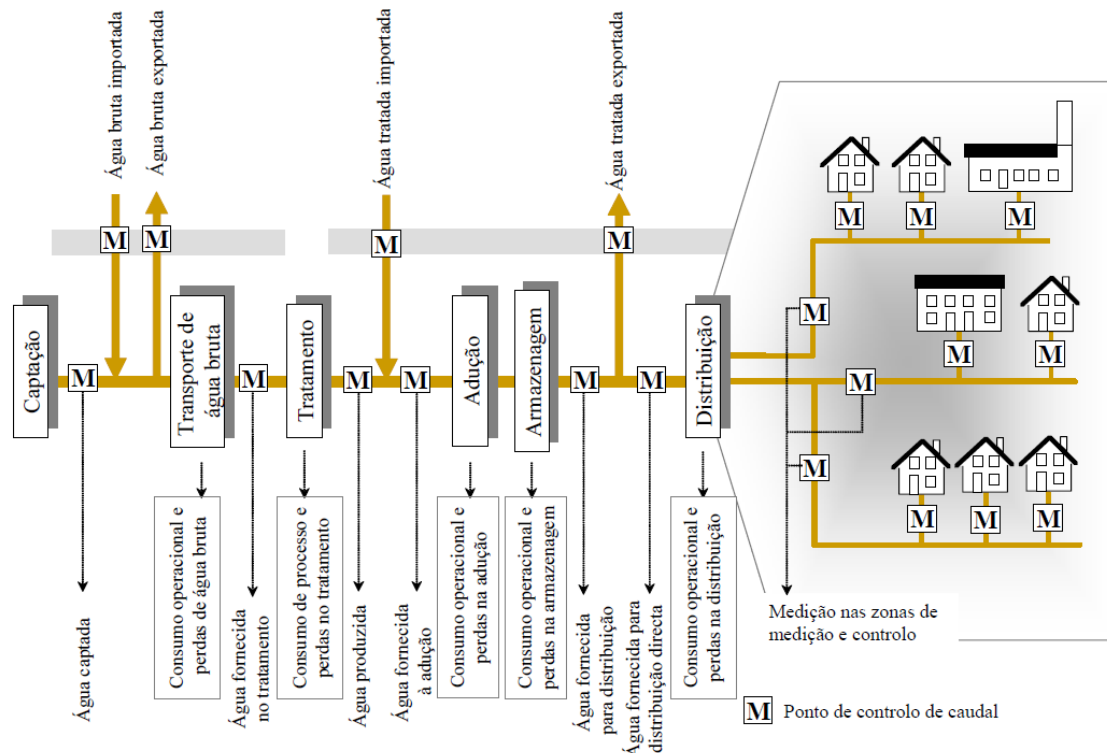 Água bruta importada
Água bruta exportada
Água tratada importada
Água tratada exportada
M
M
M
M
M
M
M
M
M
Captação
M
Transporte de
água bruta
M
Tratamento
M
M
Adução
Armazenagem
M
M
Distribuição
M
M
M
M
M
M
M
Água captada
Consumo operacional e
perdas de água bruta
Água fornecida
no tratamento
Consumo de processo e
perdas no tratamento
Água produzida
Água fornecida
à adução
Consumo operacional e
perdas na adução
Consumo operacional e
perdas na armazenagem
Água fornecida
para distribuição
Água fornecida para
distribuição directa
Consumo operacional e
perdas na distribuição
Medição nas zonas de
medição e controlo
M Ponto de controlo de caudal